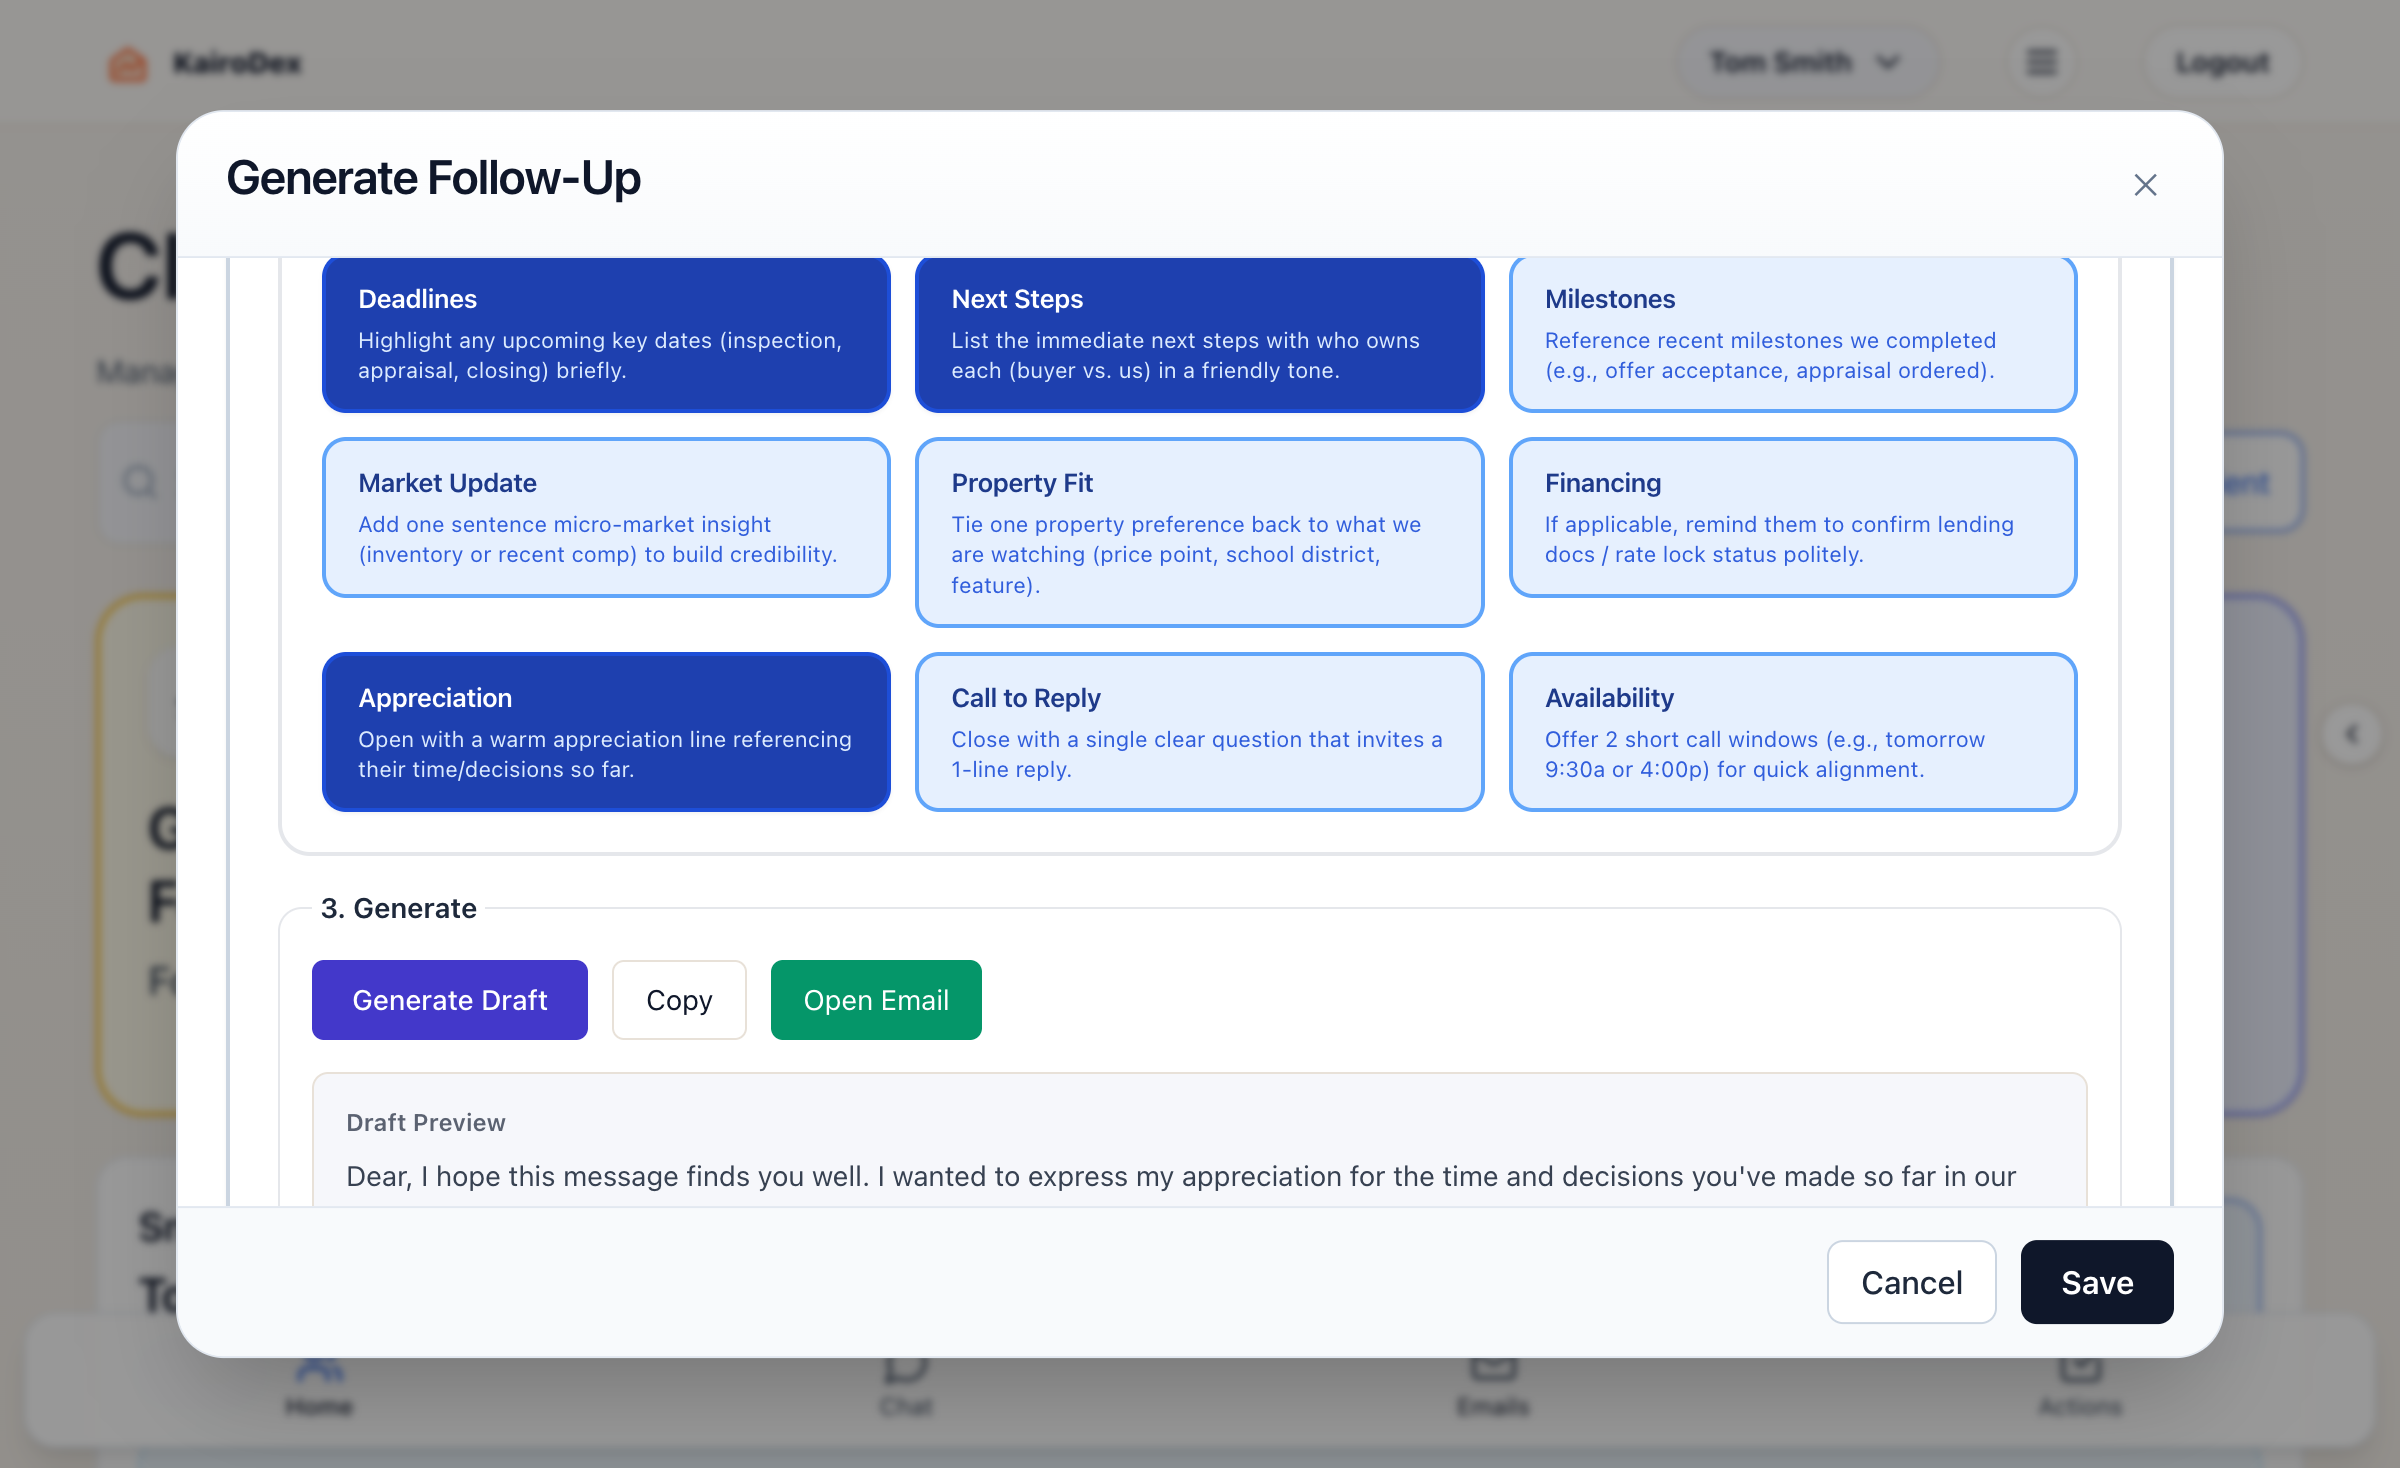 KairoDex
Tom Smith
Logout
Generate Follow-Up
Deadlines
Highlight any upcoming key dates (inspection,
appraisal, closing) briefly.
Next Steps
List the immediate next steps with who owns
each (buyer vs. us) in a friendly tone.
Milestones
Reference recent milestones we completed
(e.g., offer acceptance, appraisal ordered).
Market Update
Add one sentence micro-market insight
(inventory or recent comp) to build credibility.
Property Fit
Tie one property preference back to what we
are watching (price point, school district,
feature).
Financing
If applicable, remind them to confirm lending
docs / rate lock status politely.
Appreciation
Open with a warm appreciation line referencing
their time/decisions so far.
Call to Reply
Close with a single clear question that invites a
1-line reply.
Availability
Offer 2 short call windows (e.g., tomorrow
9:30a or 4:00p) for quick alignment.
3. Generate
Generate Draft
Copy
Open Email
Draft Preview
Dear, I hope this message finds you well. I wanted to express my appreciation for the time and decisions you've made so far in our
Cancel
Save
Home
Chat
Emails
Actions